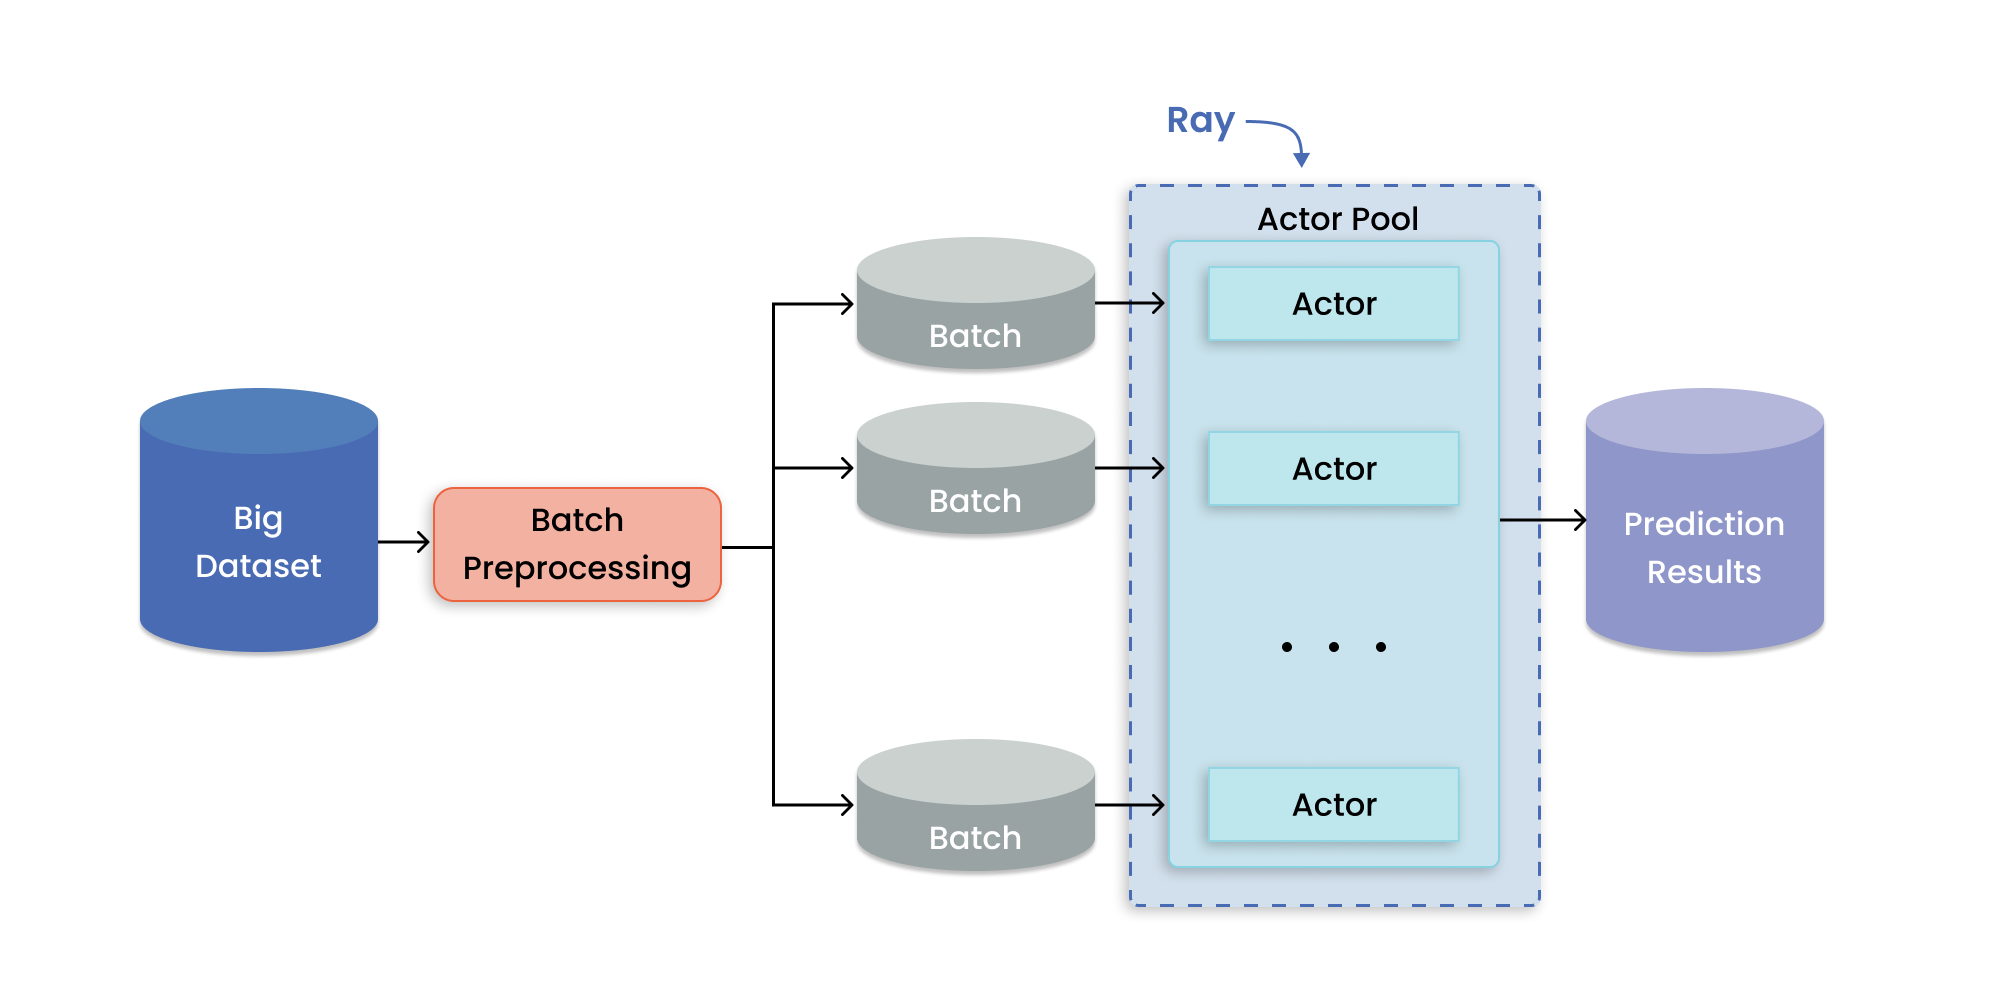 Ray
Actor Pool
Big
Dataset
Batch
Preprocessing
Batch
Batch
Batch
Actor
Actor
• • •
Actor
Prediction
Results